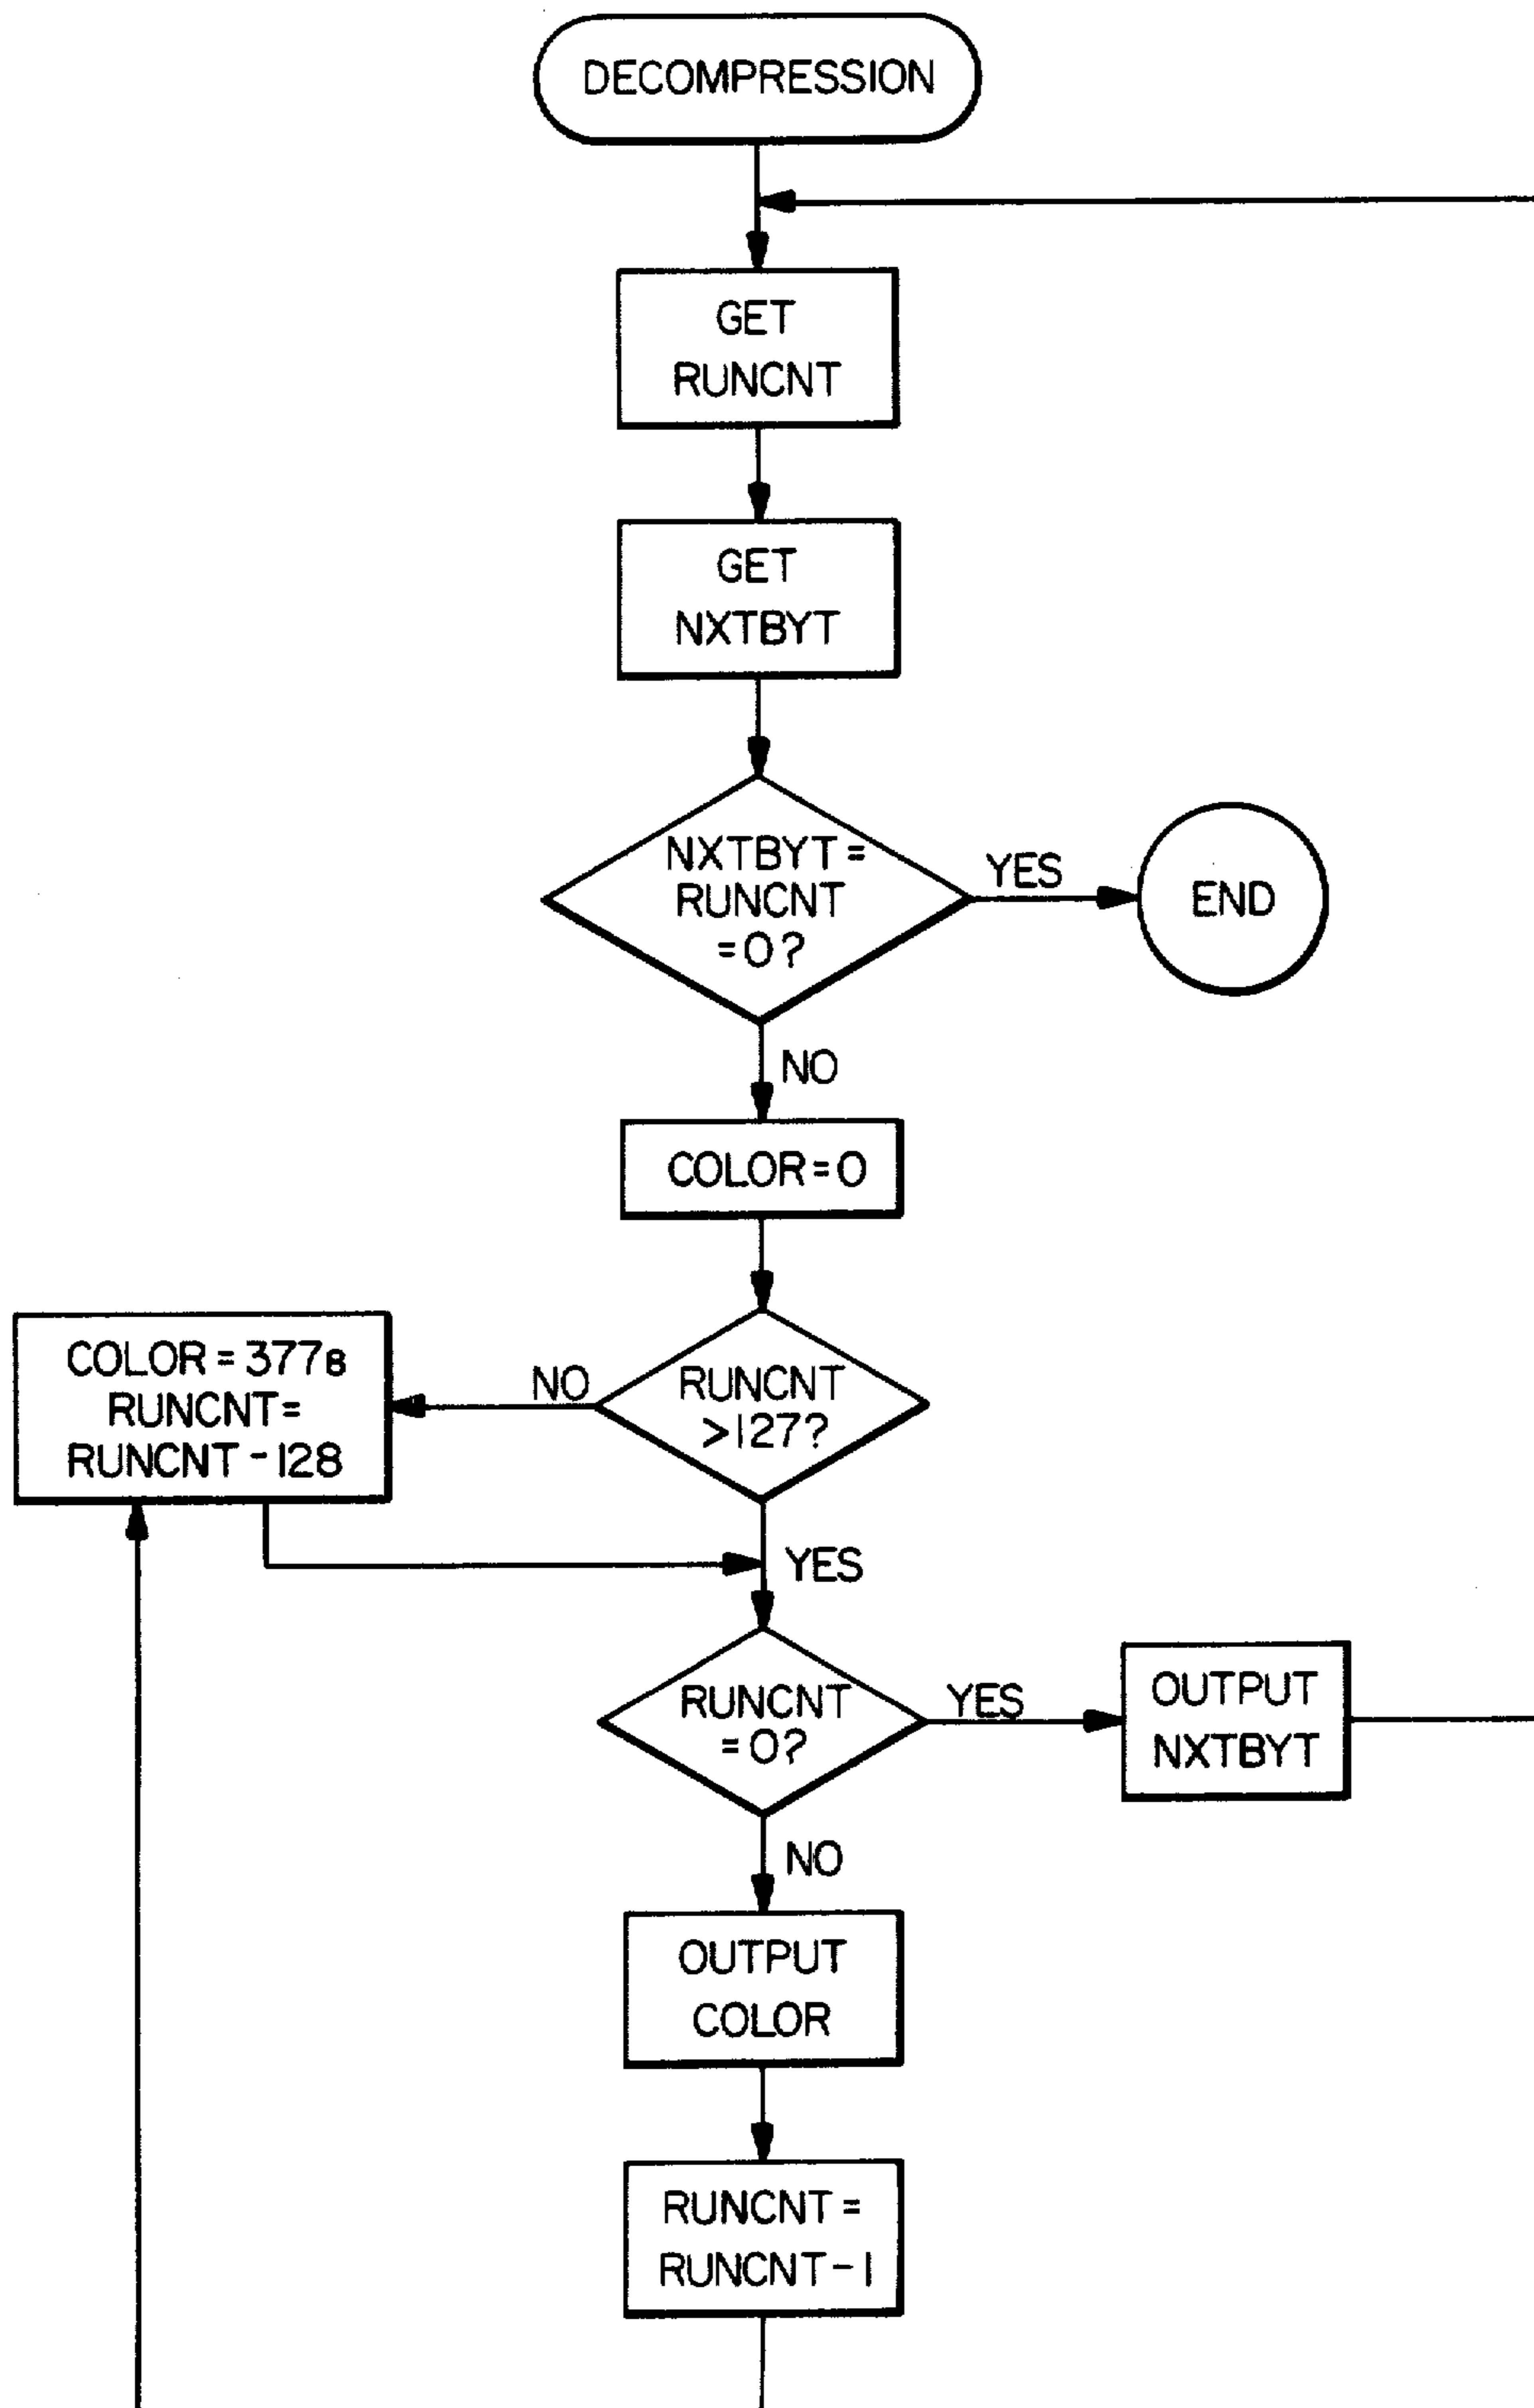 DECOMPRESSION
GET
RUNCNT
GET
NXTBYT
NXTBYT=
RUNCNT
=0?
YES
END
NO
COLOR=0
COLOR=377B
RUNCNT=
RUNCNT-128
NO
RUNCNT
>127?
YES
RUNCNT
=0?
YES
OUTPUT
NXTBYT
NO
OUTPUT
COLOR
RUNCNT=
RUNCNT-1